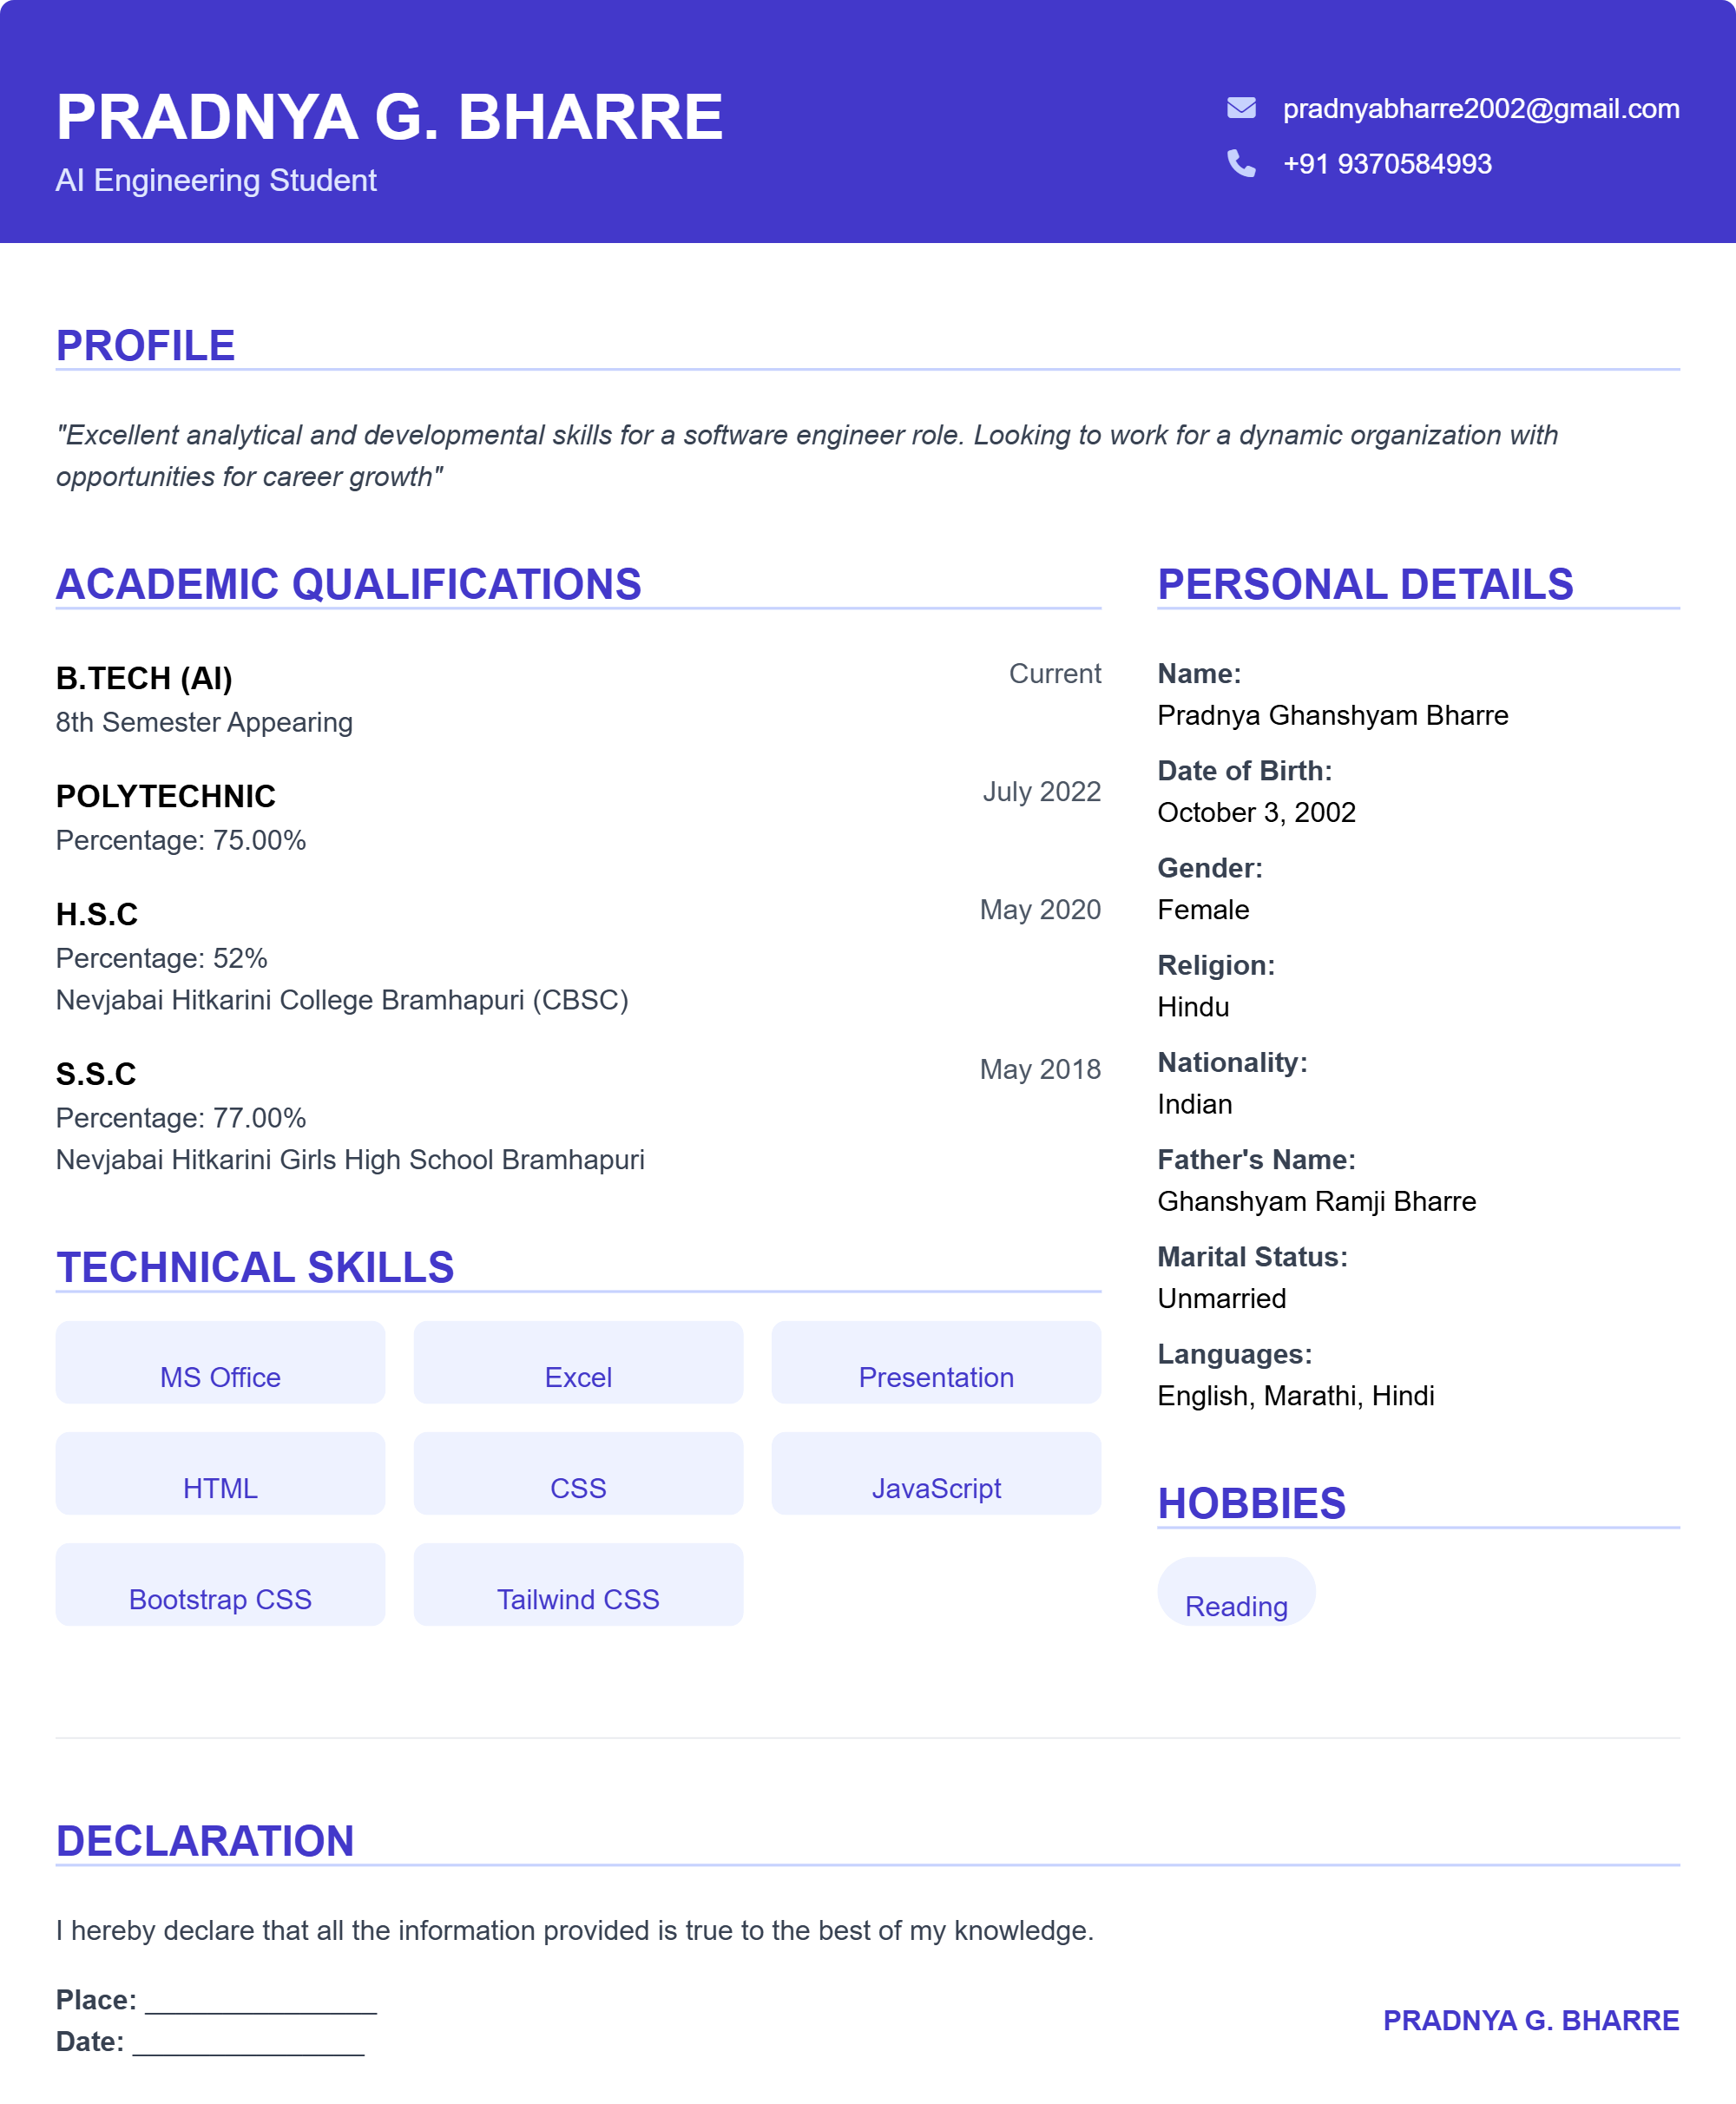 PRADNYA G. BHARRE
AI Engineering Student
pradnyabharre2002@gmail.com
+91 9370584993
PROFILE
"Excellent analytical and developmental skills for a software engineer role. Looking to work for a dynamic organization with
opportunities for career growth"
ACADEMIC QUALIFICATIONS
B.TECH (AI)
Current
8th Semester Appearing
POLYTECHNIC
July 2022
Percentage: 75.00%
H.S.C
May 2020
Percentage: 52%
Nevjabai Hitkarini College Bramhapuri (CBSC)
S.S.C
May 2018
Percentage: 77.00%
Nevjabai Hitkarini Girls High School Bramhapuri
TECHNICAL SKILLS
MS Office
Excel
Presentation
HTML
CSS
JavaScript
Bootstrap CSS
Tailwind CSS
PERSONAL DETAILS
Name:
Pradnya Ghanshyam Bharre
Date of Birth:
October 3, 2002
Gender:
Female
Religion:
Hindu
Nationality:
Indian
Father's Name:
Ghanshyam Ramji Bharre
Marital Status:
Unmarried
Languages:
English, Marathi, Hindi
HOBBIES
Reading
DECLARATION
I hereby declare that all the information provided is true to the best of my knowledge.
Place: _______________
Date: _______________
PRADNYA G. BHARRE